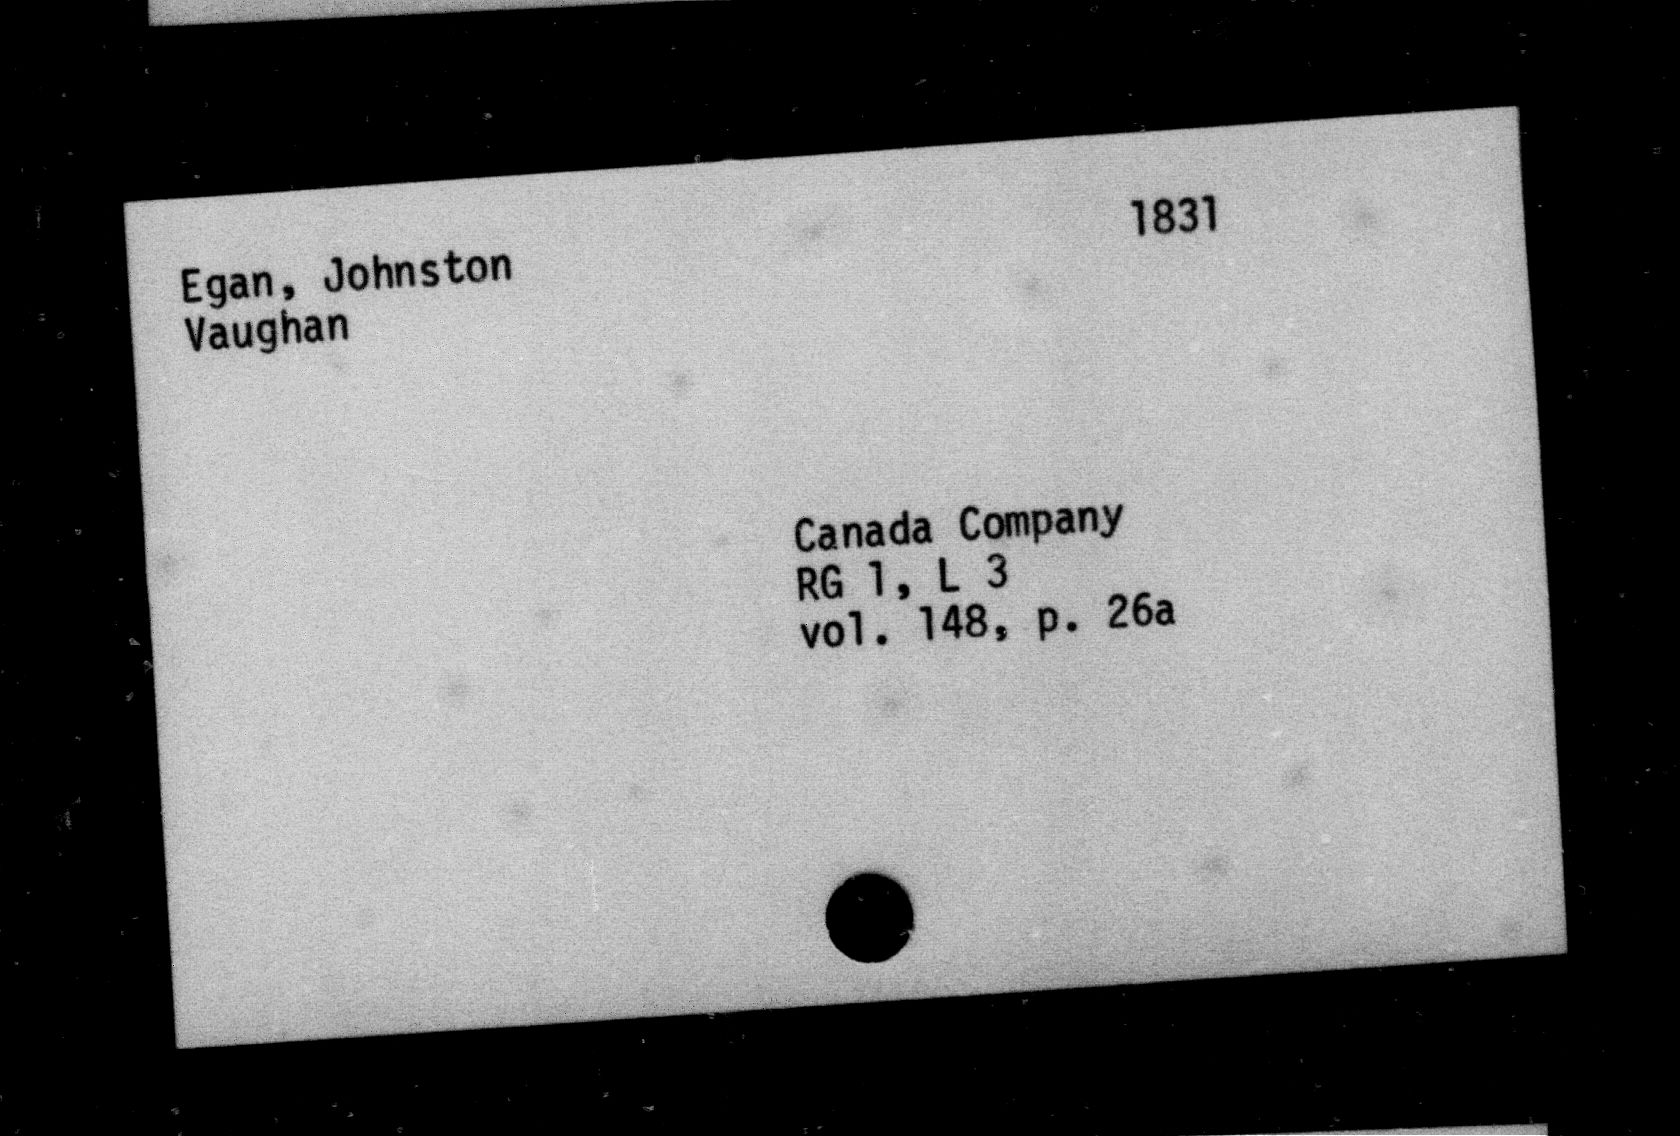 1831
Egan, Johnston
Vaughan
Canada Company
RG 1, L 3
vol. 148, p. 26a